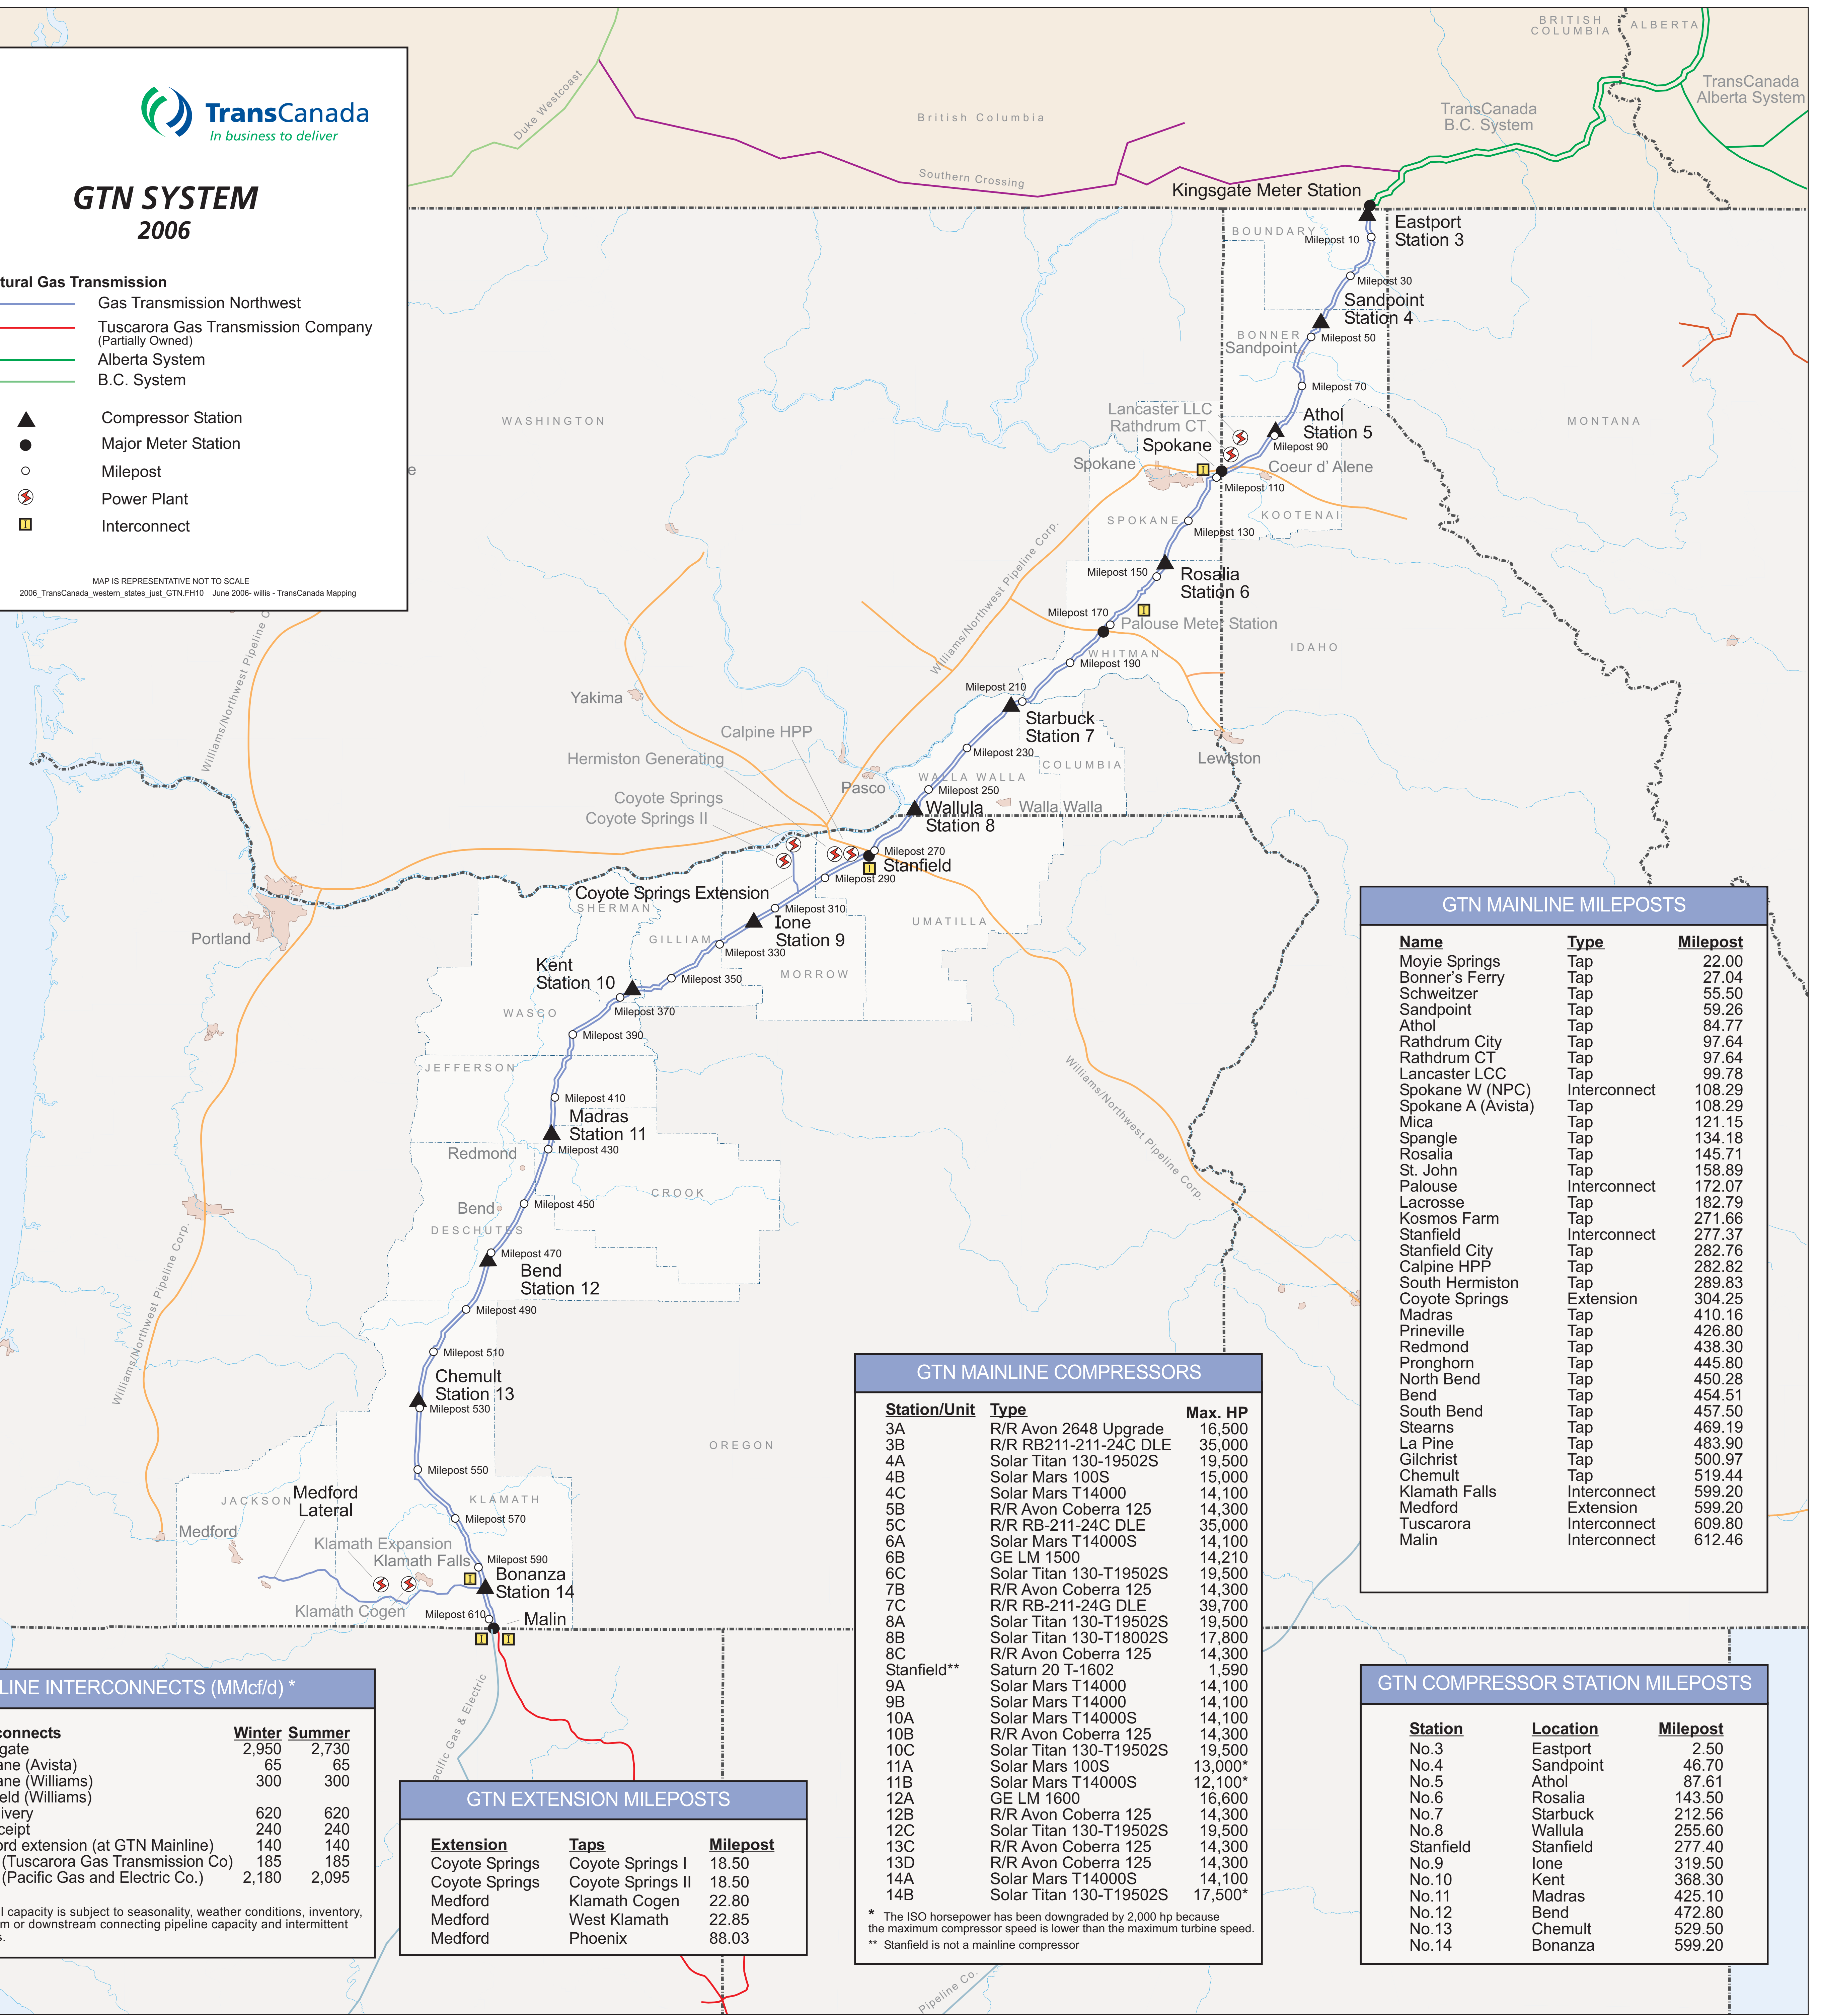 TransCanada
In business to deliver
GTN SYSTEM
2006
tural Gas Transmission
Gas Transmission Northwest
Tuscarora Gas Transmission Company
(Partially Owned)
Alberta System
B.C. System
Compressor Station
Major Meter Station
Milepost
Power Plant
Interconnect
MAP IS REPRESENTATIVE NOT TO SCALE
2006_TransCanada_western_states_just_GTN.FH10 June 2006- willis - TransCanada Mapping
e
Duke Westcoast
British Columbia
Southern Crossing
BRITISH COLUMBIA
ALBERTA
TransCanada
B.C. System
TransCanada
Alberta System
Kingsgate Meter Station
Eastport
Station 3
BOUNDARY
Milepost 10
Milepost 30
Sandpoint
Station 4
BONNER
Sandpoint
Milepost 50
Milepost 70
Lancaster LLC
Rathdrum CT
Athol
Station 5
Milepost 90
Spokane
Spokane
Coeur d' Alene
Milepost 110
SPOKANE
KOOTENAI
Milepost 130
WASHINGTON
MONTANA
Milepost 150
Rosalia
Station 6
Milepost 170
Palouse Meter Station
WHITMAN
Milepost 190
IDAHO
Williams/Northwest Pipeline Corp.
Williams/Northwest Pipeline C
Milepost 210
Yakima
Starbuck
Station 7
Calpine HPP
Hermiston Generating
Milepost 230
COLUMBIA
Lewiston
WALLA WALLA
Pasco
Milepost 250
Coyote Springs
Coyote Springs II
Wallula
Station 8
Walla Walla
Milepost 270
Stanfield
Milepost 290
Coyote Springs Extension
SHERMAN
Milepost 310
Ione
Station 9
UMATILLA
GILLIAM
Milepost 330
Portland
MORROW
Kent
Station 10
Milepost 350
Milepost 370
WASCO
Milepost 390
JEFFERSON
Williams/Northwest Pipeline Corp.
Milepost 410
Madras
Station 11
Milepost 430
Redmond
CROOK
Bend
Milepost 450
DESCHUTES
Milepost 470
Bend
Station 12
Williams/Northwest Pipeline Corp.
Milepost 490
Milepost 510
Chemult
Station 13
Milepost 530
OREGON
Milepost 550
JACKSON
Medford
Lateral
KLAMATH
Milepost 570
Medford
Klamath Expansion
Klamath Falls
Milepost 590
Bonanza
Station 14
Klamath Cogen
Milepost 610
Malin
acific Gas & Electric
Pipeline Co.
GTN MAINLINE MILEPOSTS
Name Type Milepost
Moyie Springs Tap 22.00
Bonner's Ferry Tap 27.04
Schweitzer Tap 55.50
Sandpoint Tap 59.26
Athol Tap 84.77
Rathdrum City Tap 97.64
Rathdrum CT Tap 97.64
Lancaster LCC Tap 99.78
Spokane W (NPC) Interconnect 108.29
Spokane A (Avista) Tap 108.29
Mica Tap 121.15
Spangle Tap 134.18
Rosalia Tap 145.71
St. John Tap 158.89
Palouse Interconnect 172.07
Lacrosse Tap 182.79
Kosmos Farm Tap 271.66
Stanfield Interconnect 277.37
Stanfield City Tap 282.76
Calpine HPP Tap 282.82
South Hermiston Tap 289.83
Coyote Springs Extension 304.25
Madras Tap 410.16
Prineville Tap 426.80
Redmond Tap 438.30
Pronghorn Tap 445.80
North Bend Tap 450.28
Bend Tap 454.51
South Bend Tap 457.50
Stearns Tap 469.19
La Pine Tap 483.90
Gilchrist Tap 500.97
Chemult Tap 519.44
Klamath Falls Interconnect 599.20
Medford Extension 599.20
Tuscarora Interconnect 609.80
Malin Interconnect 612.46
GTN MAINLINE COMPRESSORS
Station/Unit Type Max. HP
3A R/R Avon 2648 Upgrade 16,500
3B R/R RB211-211-24C DLE 35,000
4A Solar Titan 130-19502S 19,500
4B Solar Mars 100S 15,000
4C Solar Mars T14000 14,100
5B R/R Avon Coberra 125 14,300
5C R/R RB-211-24C DLE 35,000
6A Solar Mars T14000S 14,100
6B GE LM 1500 14,210
6C Solar Titan 130-T19502S 19,500
7B R/R Avon Coberra 125 14,300
7C R/R RB-211-24G DLE 39,700
8A Solar Titan 130-T19502S 19,500
8B Solar Titan 130-T18002S 17,800
8C R/R Avon Coberra 125 14,300
Stanfield** Saturn 20 T-1602 1,590
9A Solar Mars T14000 14,100
9B Solar Mars T14000 14,100
10A Solar Mars T14000S 14,100
10B R/R Avon Coberra 125 14,300
10C Solar Titan 130-T19502S 19,500
11A Solar Mars 100S 13,000*
11B Solar Mars T14000S 12,100*
12A GE LM 1600 16,600
12B R/R Avon Coberra 125 14,300
12C Solar Titan 130-T19502S 19,500
13C R/R Avon Coberra 125 14,300
13D R/R Avon Coberra 125 14,300
14A Solar Mars T14000S 14,100
14B Solar Titan 130-T19502S 17,500*
* The ISO horsepower has been downgraded by 2,000 hp because
the maximum compressor speed is lower than the maximum turbine speed.
** Stanfield is not a mainline compressor
GTN COMPRESSOR STATION MILEPOSTS
Station Location Milepost
No.3 Eastport 2.50
No.4 Sandpoint 46.70
No.5 Athol 87.61
No.6 Rosalia 143.50
No.7 Starbuck 212.56
No.8 Wallula 255.60
Stanfield Stanfield 277.40
No.9 Ione 319.50
No.10 Kent 368.30
No.11 Madras 425.10
No.12 Bend 472.80
No.13 Chemult 529.50
No.14 Bonanza 599.20
LINE INTERCONNECTS (MMcf/d) *
connects Winter Summer
gate 2,950 2,730
ane (Avista) 65 65
ane (Williams) 300 300
eld (Williams)
ivery 620 620
ceipt 240 240
ord extension (at GTN Mainline) 140 140
(Tuscarora Gas Transmission Co) 185 185
(Pacific Gas and Electric Co.) 2,180 2,095
l capacity is subject to seasonality, weather conditions, inventory,
m or downstream connecting pipeline capacity and intermittent
s.
GTN EXTENSION MILEPOSTS
Extension Taps Milepost
Coyote Springs Coyote Springs I 18.50
Coyote Springs Coyote Springs II 18.50
Medford Klamath Cogen 22.80
Medford West Klamath 22.85
Medford Phoenix 88.03